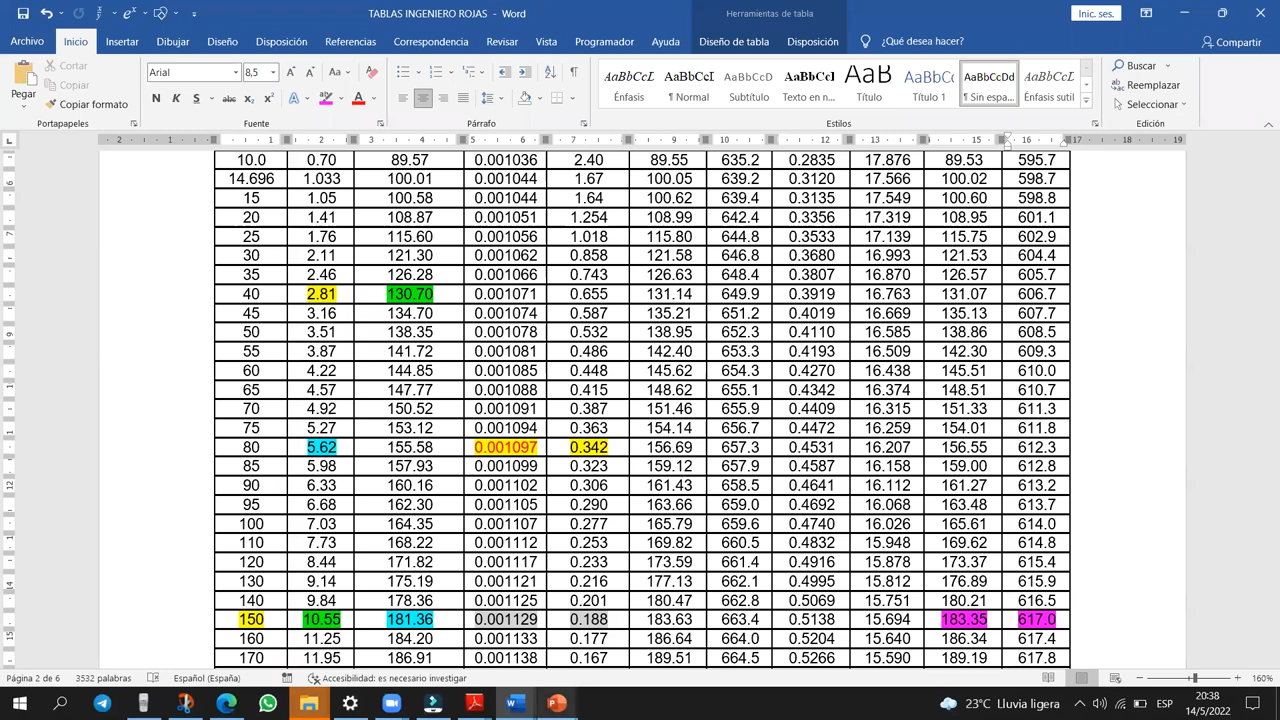 TABLAS INGENIERO ROJAS - Word
Herramientas de tabla
Inic. ses.
Archivo Inicio Insertar Dibujar Diseño Disposición Referencias Correspondencia Revisar Vista Programador Ayuda Diseño de tabla Disposición ¿Qué desea hacer? Compartir
Pegar
Cortar
Copiar
Copiar formato
Arial 8,5
N K S abc x₂ x²
AaBbCcL AaBbCcL AaBbCcD AaBbCcI AaB AaBbC AaBbCcDd AaBbCcL
Énfasis ¶ Normal Subtítulo Texto en n... Título Título 1 ¶ Sin espa... Énfasis sutil
Buscar
Reemplazar
Seleccionar
Portapapeles Fuente Párrafo Estilos
2 1 1 2 3 4 5 6 7 8 9 10 11 12 13 14 15 16 17 18 19
10.0 0.70 89.57 0.001036 2.40 89.55 635.2 0.2835 17.876 89.53 595.7
14.696 1.033 100.01 0.001044 1.67 100.05 639.2 0.3120 17.566 100.02 598.7
15 1.05 100.58 0.001044 1.64 100.62 639.4 0.3135 17.549 100.60 598.8
20 1.41 108.87 0.001051 1.254 108.99 642.4 0.3356 17.319 108.95 601.1
25 1.76 115.60 0.001056 1.018 115.80 644.8 0.3533 17.139 115.75 602.9
30 2.11 121.30 0.001062 0.858 121.58 646.8 0.3680 16.993 121.53 604.4
35 2.46 126.28 0.001066 0.743 126.63 648.4 0.3807 16.870 126.57 605.7
40 2.81 130.70 0.001071 0.655 131.14 649.9 0.3919 16.763 131.07 606.7
45 3.16 134.70 0.001074 0.587 135.21 651.2 0.4019 16.669 135.13 607.7
50 3.51 138.35 0.001078 0.532 138.95 652.3 0.4110 16.585 138.86 608.5
55 3.87 141.72 0.001081 0.486 142.40 653.3 0.4193 16.509 142.30 609.3
60 4.22 144.85 0.001085 0.448 145.62 654.3 0.4270 16.438 145.51 610.0
65 4.57 147.77 0.001088 0.415 148.62 655.1 0.4342 16.374 148.51 610.7
70 4.92 150.52 0.001091 0.387 151.46 655.9 0.4409 16.315 151.33 611.3
75 5.27 153.12 0.001094 0.363 154.14 656.7 0.4472 16.259 154.01 611.8
80 5.62 155.58 0.001097 0.342 156.69 657.3 0.4531 16.207 156.55 612.3
85 5.98 157.93 0.001099 0.323 159.12 657.9 0.4587 16.158 159.00 612.8
90 6.33 160.16 0.001102 0.306 161.43 658.5 0.4641 16.112 161.27 613.2
95 6.68 162.30 0.001105 0.290 163.66 659.0 0.4692 16.068 163.48 613.7
100 7.03 164.35 0.001107 0.277 165.79 659.6 0.4740 16.026 165.61 614.0
110 7.73 168.22 0.001112 0.253 169.82 660.5 0.4832 15.948 169.62 614.8
120 8.44 171.82 0.001117 0.233 173.59 661.4 0.4916 15.878 173.37 615.4
130 9.14 175.19 0.001121 0.216 177.13 662.1 0.4995 15.812 176.89 615.9
140 9.84 178.36 0.001125 0.201 180.47 662.8 0.5069 15.751 180.21 616.5
150 10.55 181.36 0.001129 0.188 183.63 663.4 0.5138 15.694 183.35 617.0
160 11.25 184.20 0.001133 0.177 186.64 664.0 0.5204 15.640 186.34 617.4
170 11.95 186.91 0.001138 0.167 189.51 664.5 0.5266 15.590 189.19 617.8
Página 2 de 6 3532 palabras Español (España) Accesibilidad: es necesario investigar 160%
23°C Lluvia ligera ESP 20:38
14/5/2022